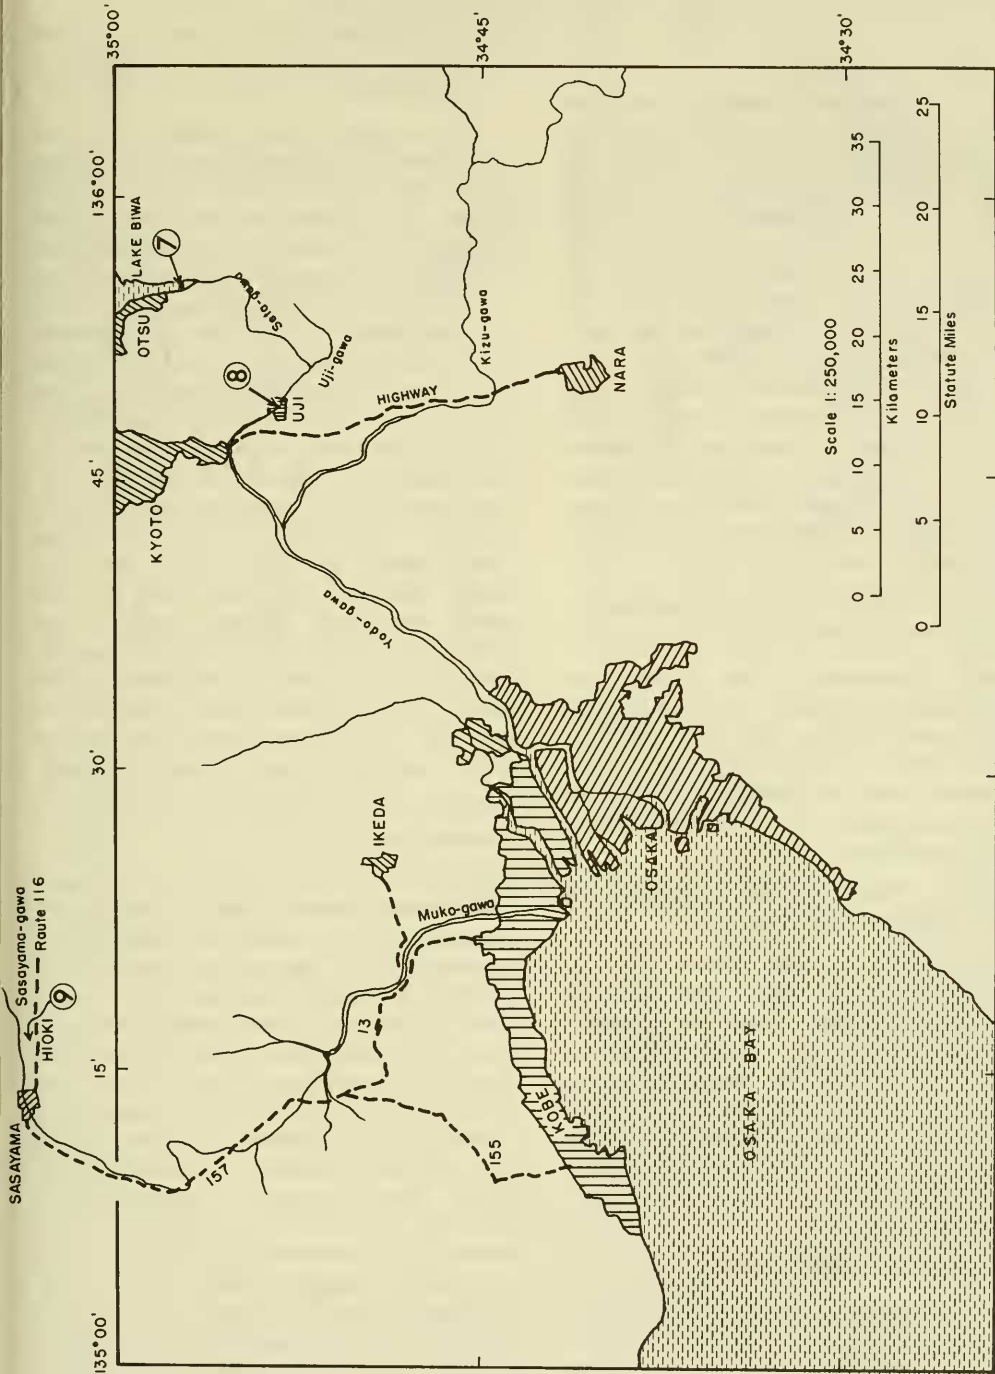 135°00'
15'
30'
45'
136°00'
35°00'
34°45'
34°30'
SASAYAMA
HIOKI
Sasayama-gawa
Route 116
9
157
155
13
IKEDA
Muko-gawa
KOBE
OSAKA
OSAKA BAY
Yodo-gawa
KYOTO
OTSU
LAKE BIWA
7
Seta-gawa
8
UJI
Uji-gawa
HIGHWAY
Kizu-gawa
NARA
Scale 1:250,000
0 5 10 15 20 25 30 35
Kilameters
0 5 10 15 20 25
Statute Miles